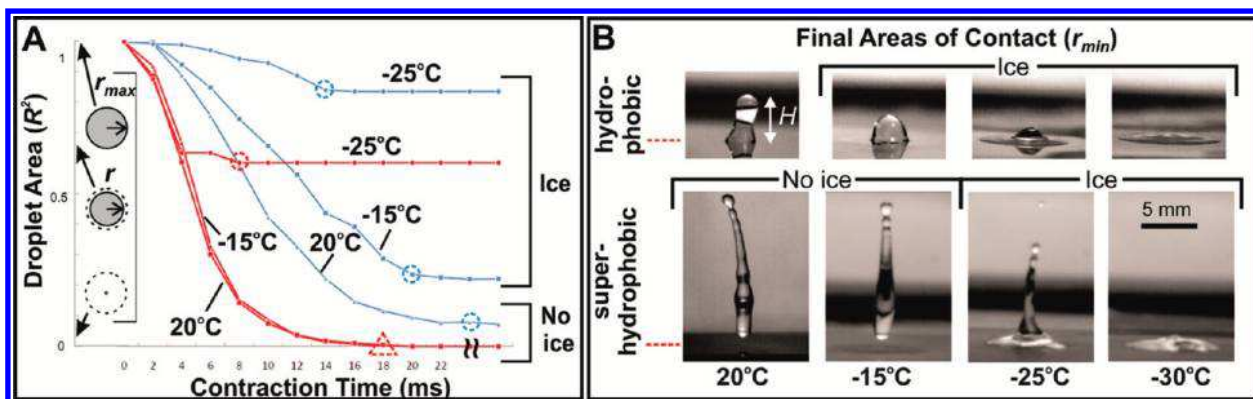 A
Droplet Area (R²)
1
0.5
0
r_max
r
-25°C
-25°C
-15°C
-15°C
20°C
20°C
Ice
No
ice
0 2 4 6 8 10 12 14 16 18 20 22
Contraction Time (ms)
B
Final Areas of Contact (r_min)
Ice
hydro-
phobic
H
No ice
Ice
super-
hydrophobic
5 mm
20°C -15°C -25°C -30°C